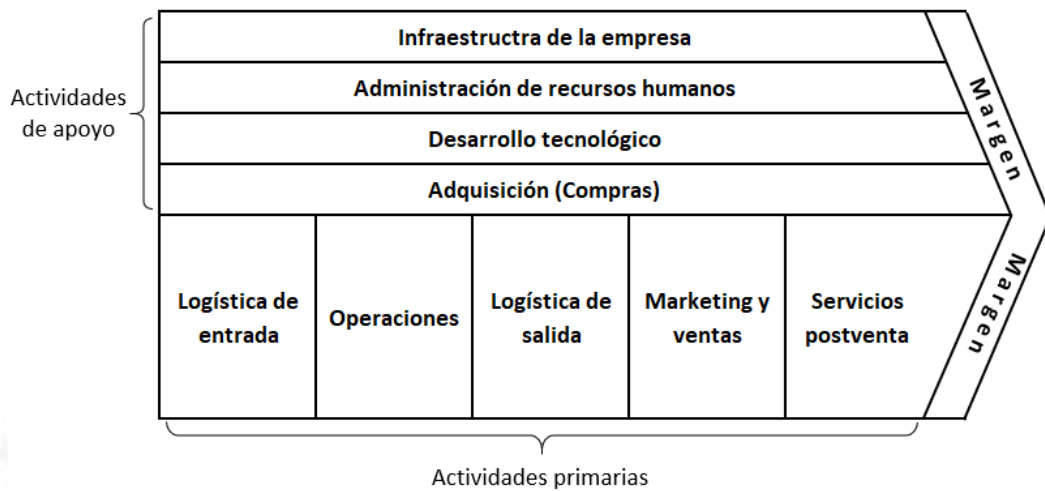 Infraestructra de la empresa
Administración de recursos humanos
Desarrollo tecnológico
Adquisición (Compras)
Actividades
de apoyo
Margen
Margen
Logística de
entrada
Operaciones
Logística de
salida
Marketing y
ventas
Servicios
postventa
Actividades primarias